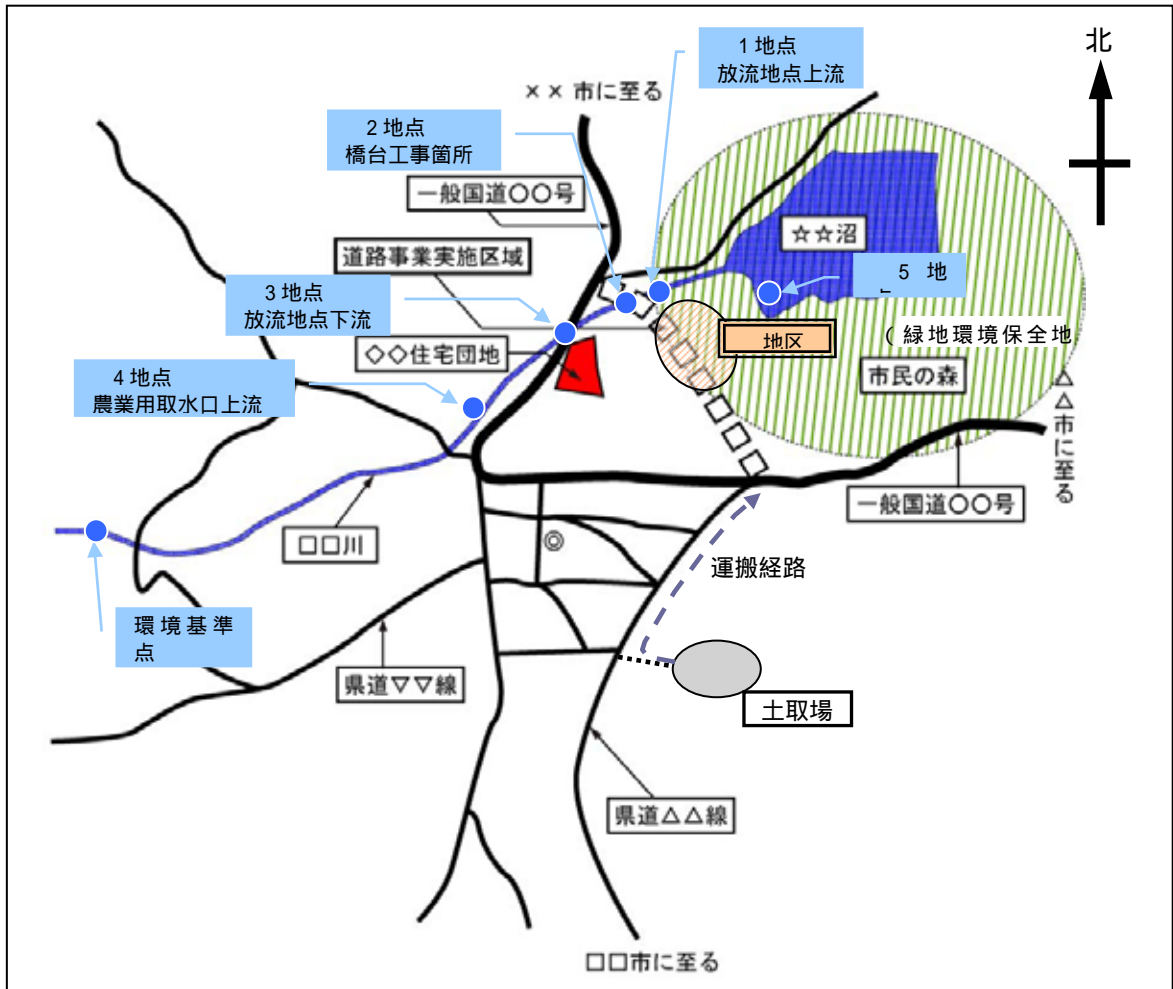 北
1 地点
放流地点上流
×× 市に至る
2 地点
橋台工事箇所
一般国道〇〇号
☆☆沼
道路事業実施区域
5 地
3 地点
放流地点下流
地区
(緑地環境保全地
◇◇住宅団地
市民の森
4 地点
農業用取水口上流
△△市に至る
一般国道〇〇号
□□川
◎
運搬経路
環境基準
点
県道▽▽線
土取場
県道△△線
□□市に至る